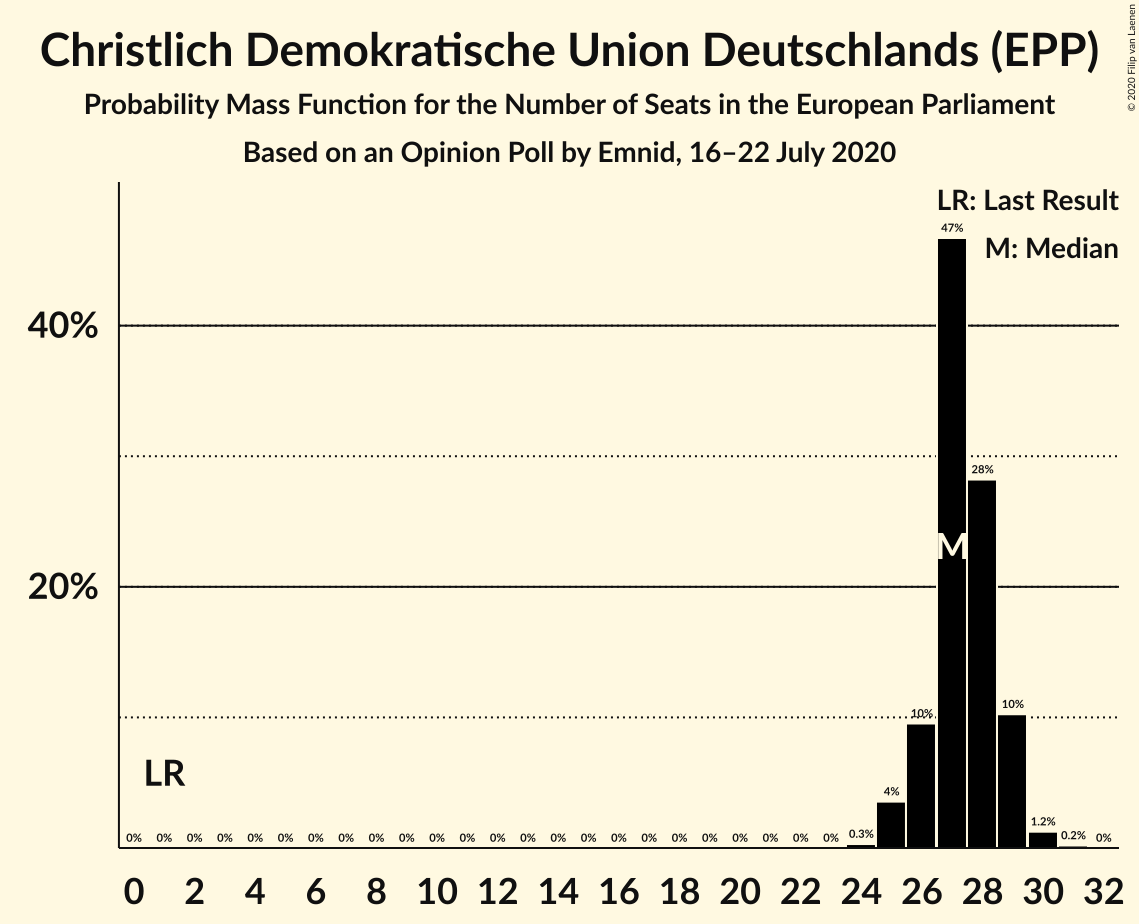 Christlich Demokratische Union Deutschlands (EPP)
Probability Mass Function for the Number of Seats in the European Parliament
Based on an Opinion Poll by Emnid, 16–22 July 2020
© 2020 Filip van Laenen
LR: Last Result
M: Median
40%
20%
LR
M
0% 0% 0% 0% 0% 0% 0% 0% 0% 0% 0% 0% 0% 0% 0% 0% 0% 0% 0% 0% 0% 0% 0% 0% 0.3% 4% 10% 47% 28% 10% 1.2% 0.2% 0%
0 2 4 6 8 10 12 14 16 18 20 22 24 26 28 30 32